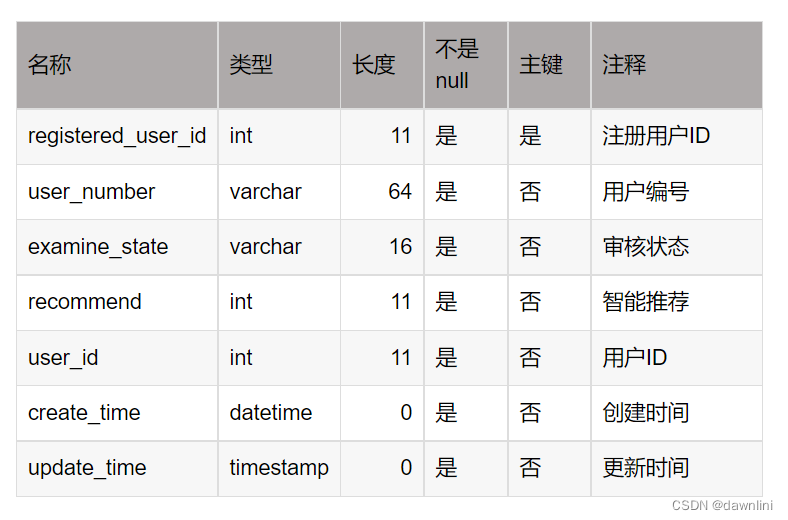 名称 类型 长度 不是null 主键 注释
registered_user_id int 11 是 是 注册用户ID
user_number varchar 64 是 否 用户编号
examine_state varchar 16 是 否 审核状态
recommend int 11 是 否 智能推荐
user_id int 11 是 否 用户ID
create_time datetime 0 是 否 创建时间
update_time timestamp 0 是 否 更新时间
CSDN @dawnlini